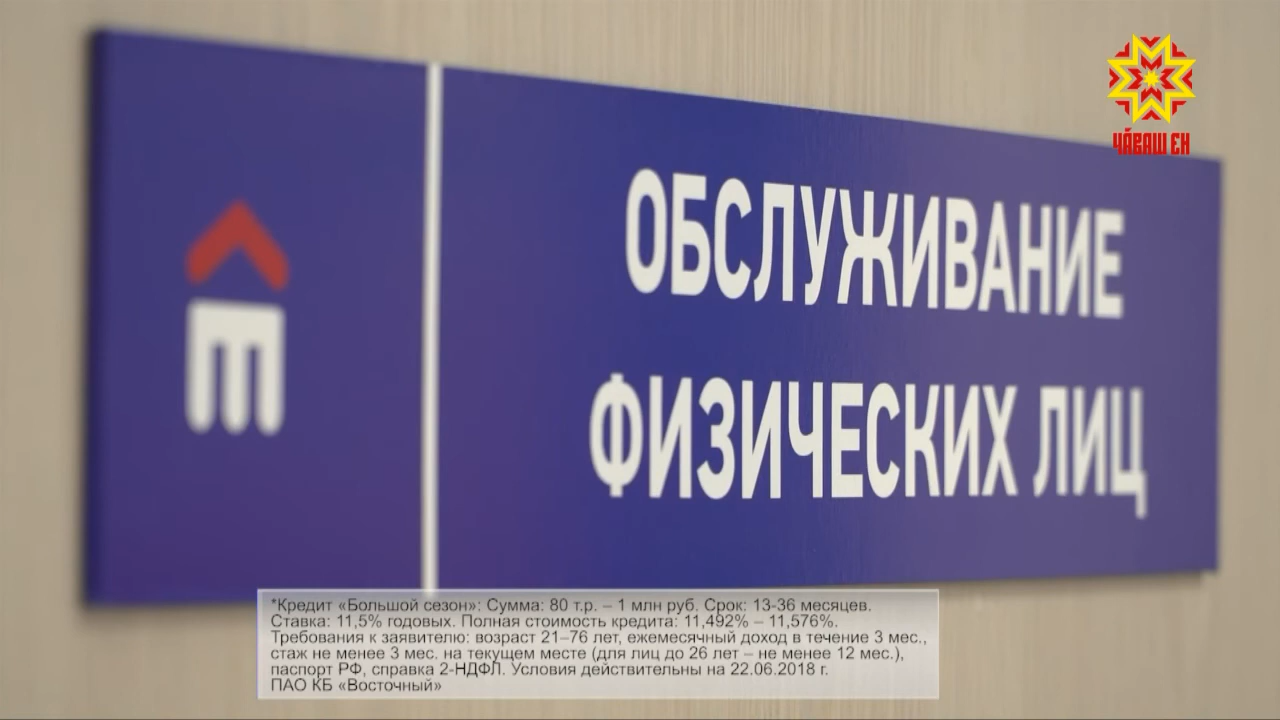 ЧӐВАШ ЕН
ОБСЛУЖИВАНИЕ
ФИЗИЧЕСКИХ ЛИЦ
*Кредит «Большой сезон»: Сумма: 80 т.р. – 1 млн руб. Срок: 13-36 месяцев.
Ставка: 11,5% годовых. Полная стоимость кредита: 11,492% – 11,576%.
Требования к заявителю: возраст 21–76 лет, ежемесячный доход в течение 3 мес.,
стаж не менее 3 мес. на текущем месте (для лиц до 26 лет – не менее 12 мес.),
паспорт РФ, справка 2-НДФЛ. Условия действительны на 22.06.2018 г.
ПАО КБ «Восточный»